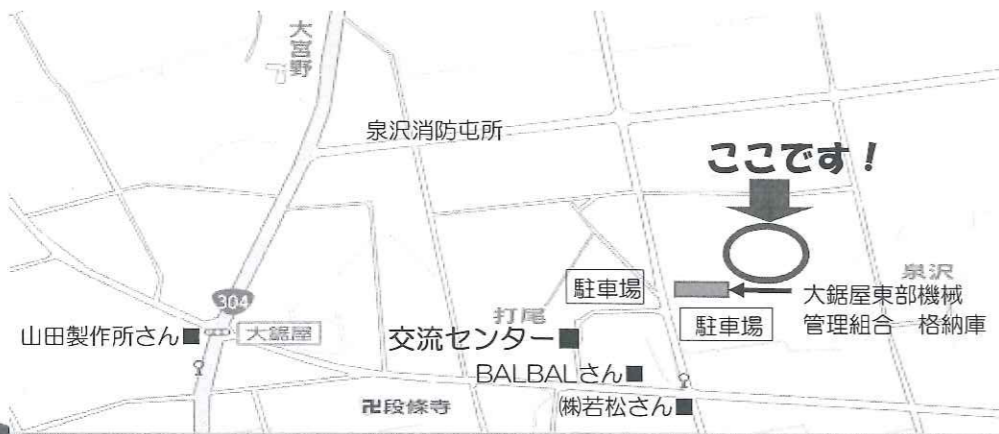 大宮野
泉沢消防屯所
ここです！
304
大鋸屋
山田製作所さん
打尾
駐車場
駐車場
泉沢
大鋸屋東部機械
管理組合　格納庫
交流センター
BALBALさん
㈱若松さん
卍段條寺